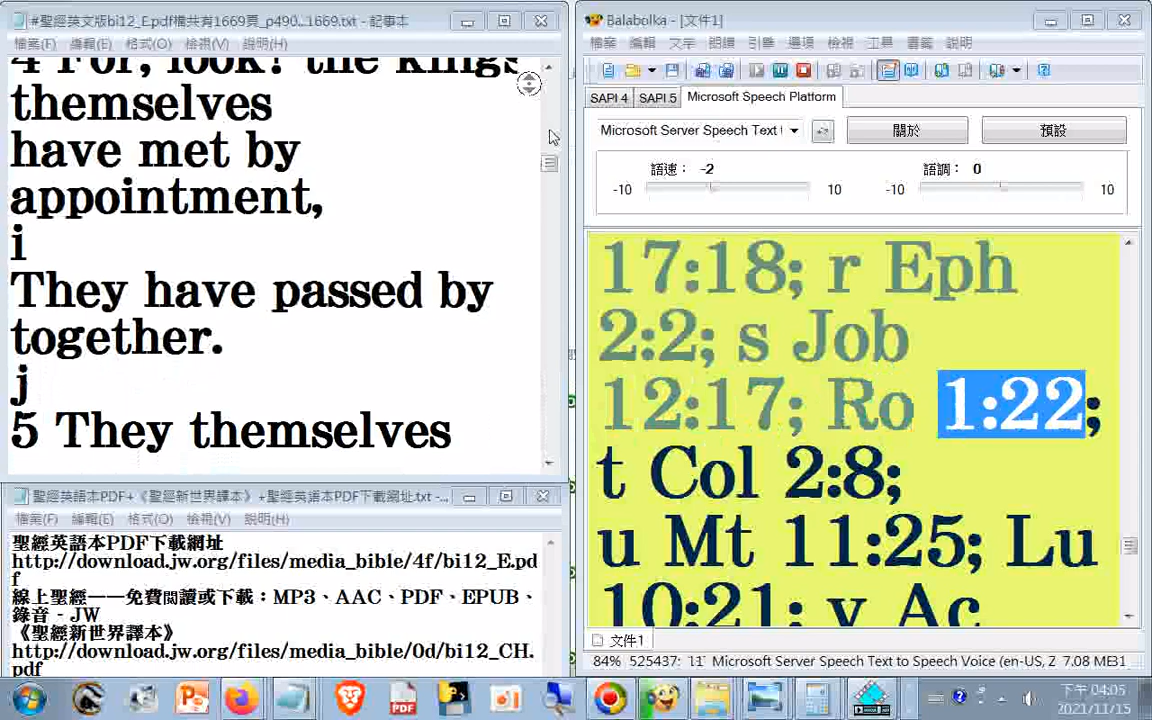 #聖經英文版bi12_E.pdf檔共有1669頁_p490...1669.txt - 記事本
檔案(F) 編輯(E) 格式(O) 檢視(V) 說明(H)
4 For, look! the kings
themselves
have met by
appointment,
i
They have passed by
together.
j
5 They themselves
聖經英語本PDF+《聖經新世界譯本》+聖經英語本PDF下載網址.txt -...
檔案(F) 編輯(E) 格式(O) 檢視(V) 說明(H)
聖經英語本PDF下載網址
http://download.jw.org/files/media_bible/4f/bi12_E.pd
f
線上聖經——免費閱讀或下載：MP3、AAC、PDF、EPUB、
錄音 - JW
《聖經新世界譯本》
http://download.jw.org/files/media_bible/0d/bi12_CH.
pdf
Balabolka - [文件1]
檔案 編輯 文字 朗讀 引擎 選項 檢視 工具 書籤 說明
SAPI 4 SAPI 5 Microsoft Speech Platform
Microsoft Server Speech Text 關於 預設
語速： -2 語調： 0
-10 10 -10 10
17:18; r Eph
2:2; s Job
12:17; Ro 1:22;
t Col 2:8;
u Mt 11:25; Lu
10:21; v Ac
文件1
84% 525437: Microsoft Server Speech Text to Speech Voice (en-US, Z 7.08 MB
PDF
下午 04:05
2021/11/15